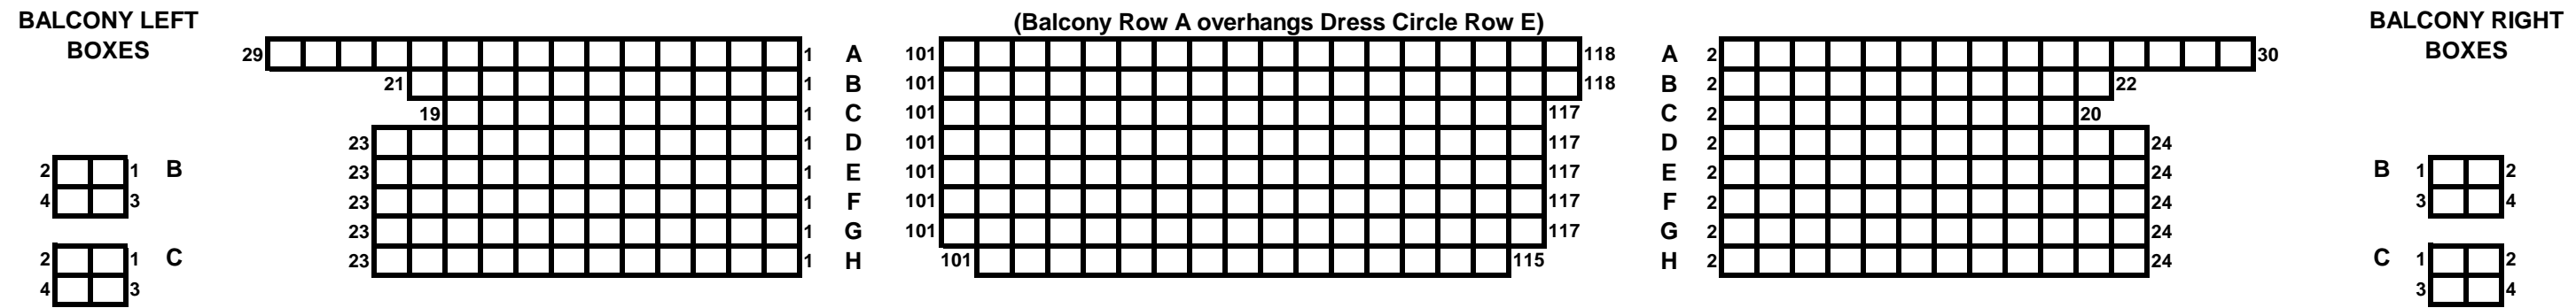 BALCONY LEFT
BOXES
(Balcony Row A overhangs Dress Circle Row E)
BALCONY RIGHT
BOXES
29 1 A 101 118 A 2 30
21 1 B 101 118 B 2 22
19 1 C 101 117 C 2 20
23 1 D 101 117 D 2 24
2 1 B 23 1 E 101 117 E 2 24 B 1 2
4 3 23 1 F 101 117 F 2 24 3 4
23 1 G 101 117 G 2 24
2 1 C 23 1 H 101 115 H 2 24 C 1 2
4 3 3 4